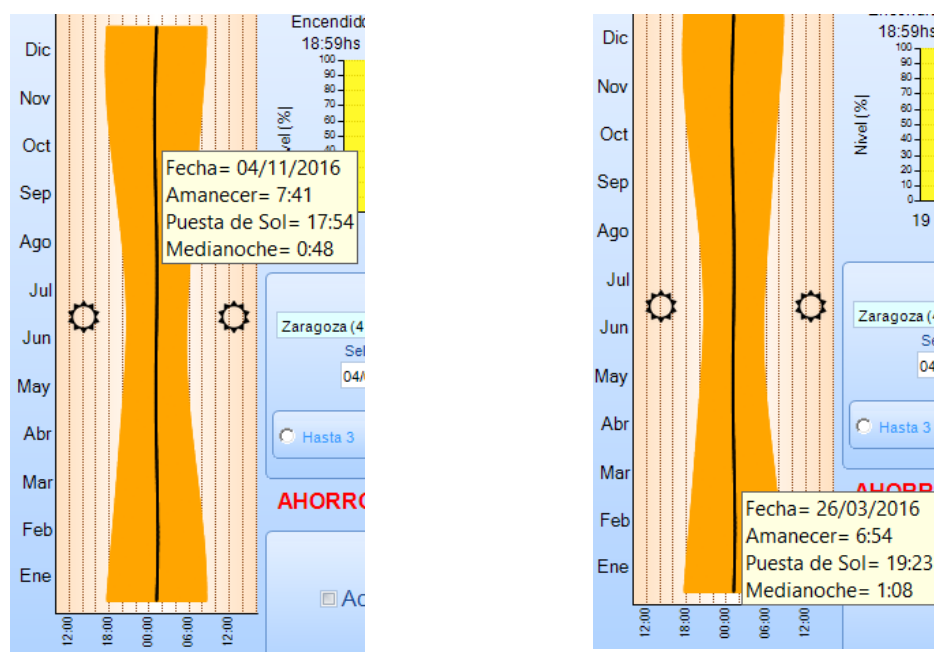 Encendido
18:59hs
100
90
80
70
60
50
40
Dic
Nov
Oct
Sep
Ago
Jul
Jun
May
Abr
Mar
Feb
Ene
12:00
18:00
00:00
06:00
12:00
Fecha= 04/11/2016
Amanecer= 7:41
Puesta de Sol= 17:54
Medianoche= 0:48
Zaragoza (4
Sel
Hasta 3
AHORRO
Ac
18:59hs
100
90
80
70
60
50
40
30
20
10
0
Nivel (%|
19
Dic
Nov
Oct
Sep
Ago
Jul
Jun
May
Abr
Mar
Feb
Ene
12:00
18:00
00:00
06:00
12:00
Zaragoza (4
Se
04
Hasta 3
Fecha= 26/03/2016
Amanecer= 6:54
Puesta de Sol= 19:23
Medianoche= 1:08